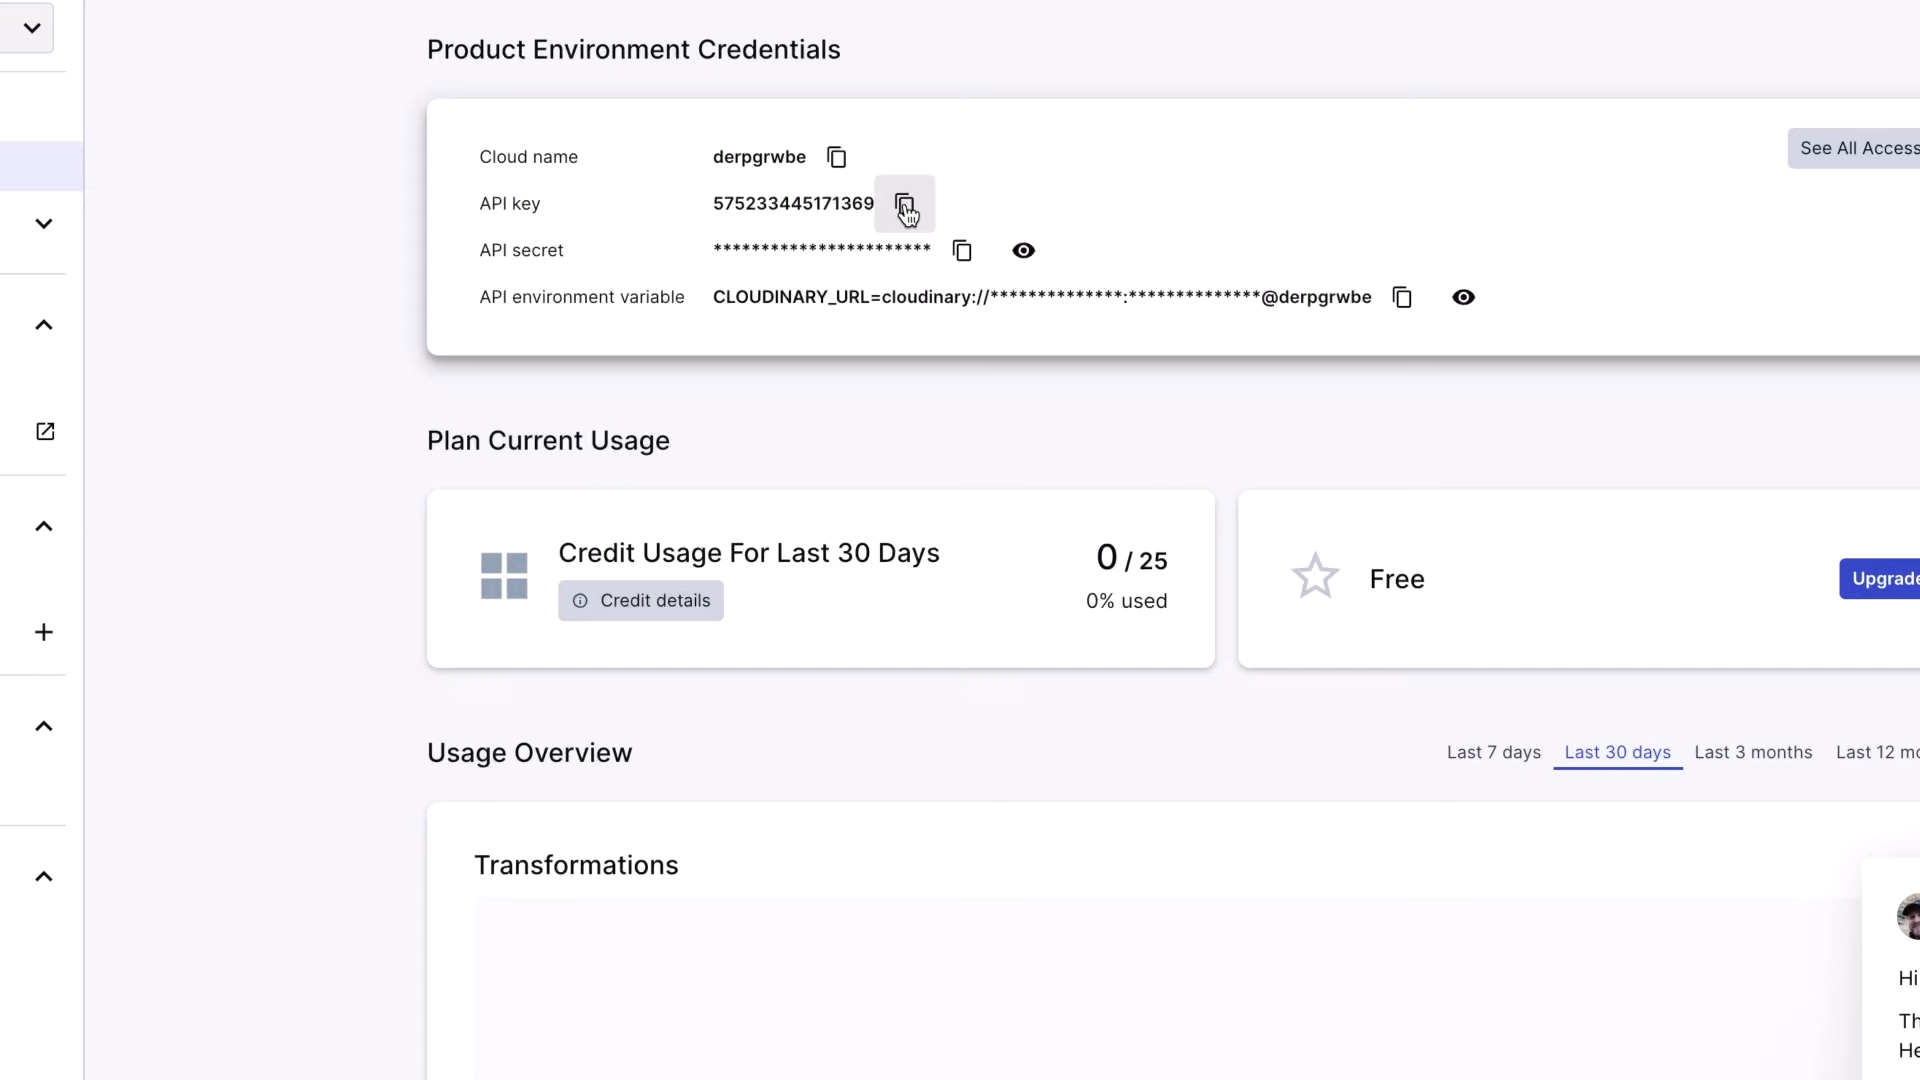 Product Environment Credentials
Cloud name derpgrwbe
See All Access
API key 575233445171369
API secret ***********************
API environment variable CLOUDINARY_URL=cloudinary://**************:**************@derpgrwbe
Plan Current Usage
Credit Usage For Last 30 Days
0 / 25
Credit details
0% used
Free
Upgrade
Usage Overview
Last 7 days Last 30 days Last 3 months Last 12 mo
Transformations
Hi
Th
He